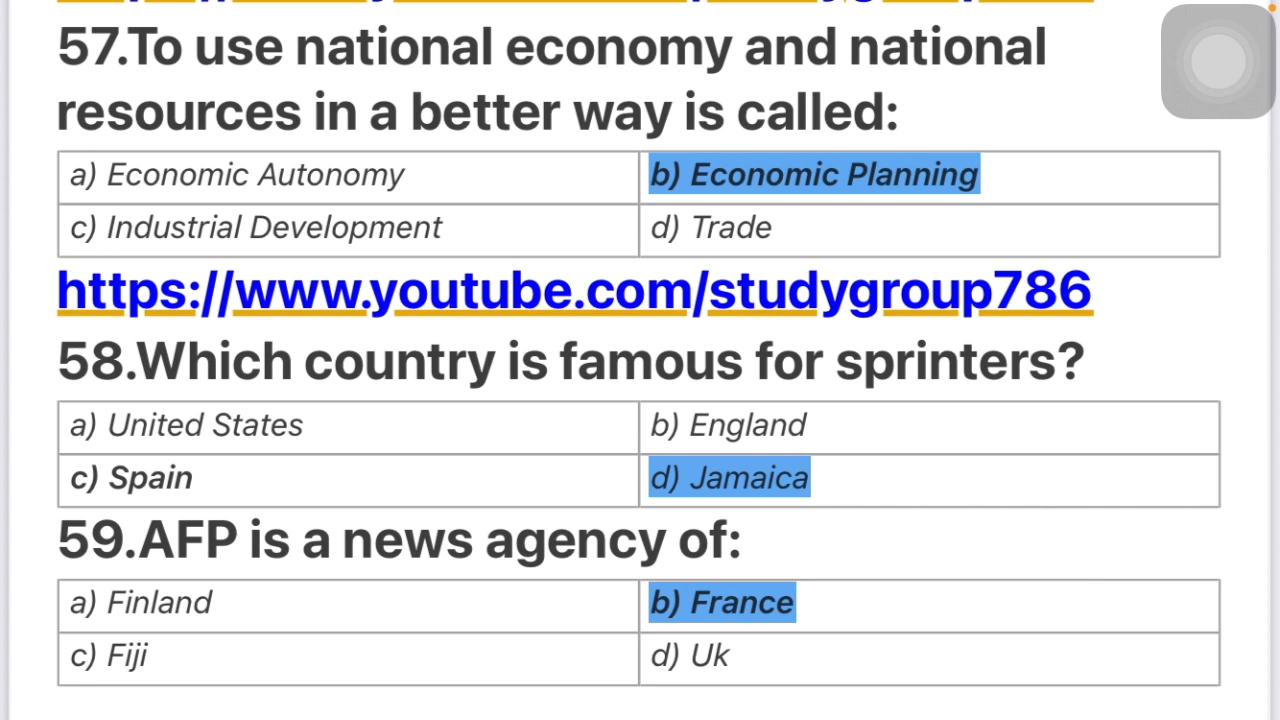 57.To use national economy and national
resources in a better way is called:
a) Economic Autonomy b) Economic Planning
c) Industrial Development d) Trade
https://www.youtube.com/studygroup786
58.Which country is famous for sprinters?
a) United States b) England
c) Spain d) Jamaica
59.AFP is a news agency of:
a) Finland b) France
c) Fiji d) Uk